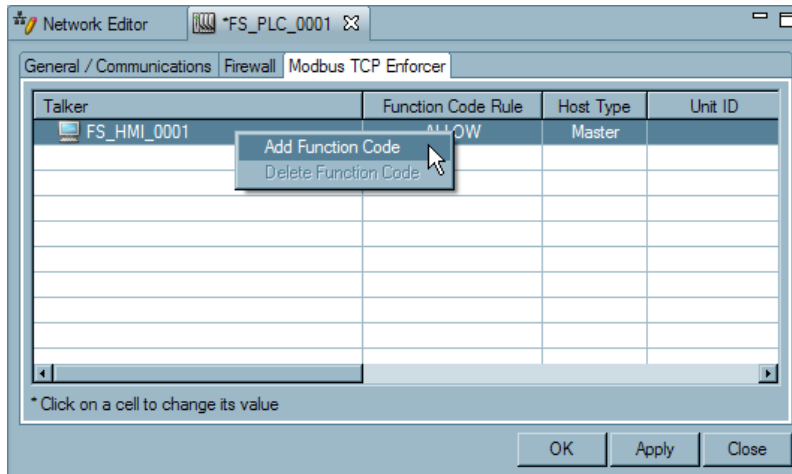 Network Editor *FS_PLC_0001
General / Communications Firewall Modbus TCP Enforcer
Talker Function Code Rule Host Type Unit ID
FS_HMI_0001 ALLOW Master
Add Function Code
Delete Function Code
* Click on a cell to change its value
OK Apply Close